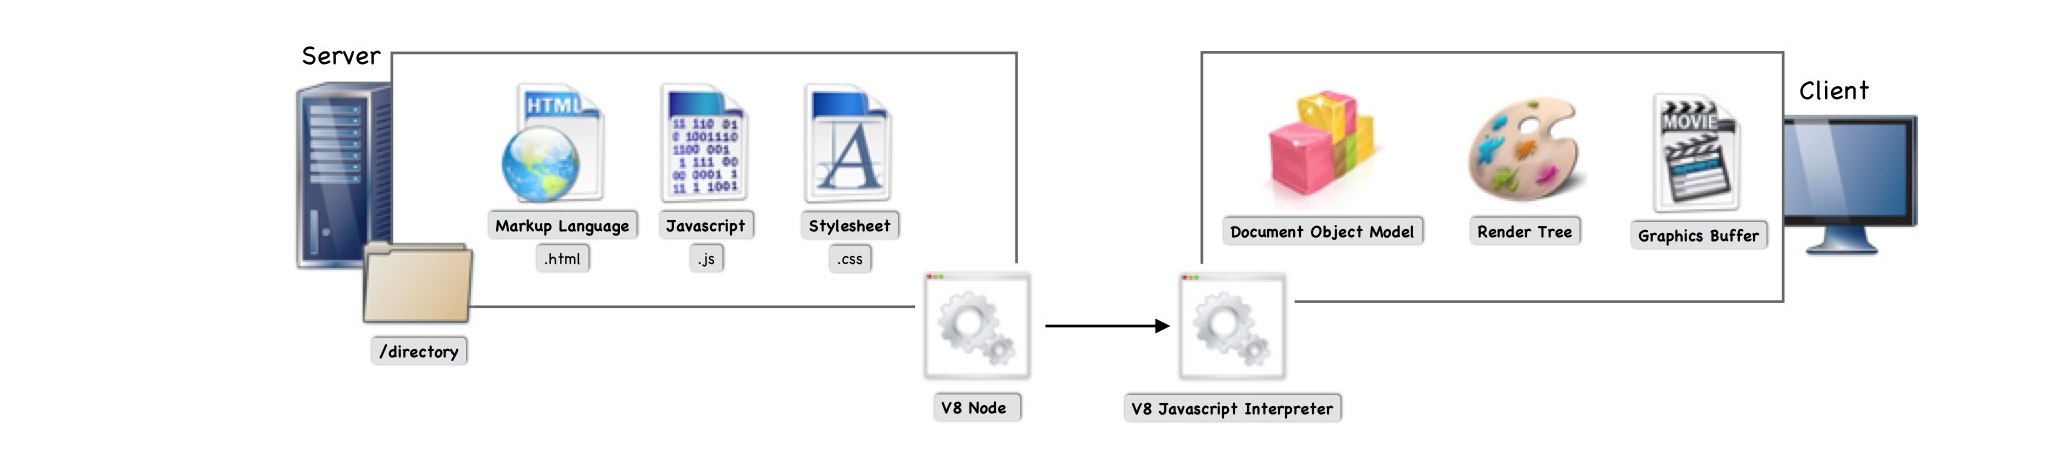 Server
HTML
11 110 01
0 1001110
1100 001
1 111 00
00 0001 1
11 1 1001
A
Markup Language
.html
Javascript
.js
Stylesheet
.css
/directory
V8 Node
V8 Javascript Interpreter
MOVIE
Document Object Model
Render Tree
Graphics Buffer
Client